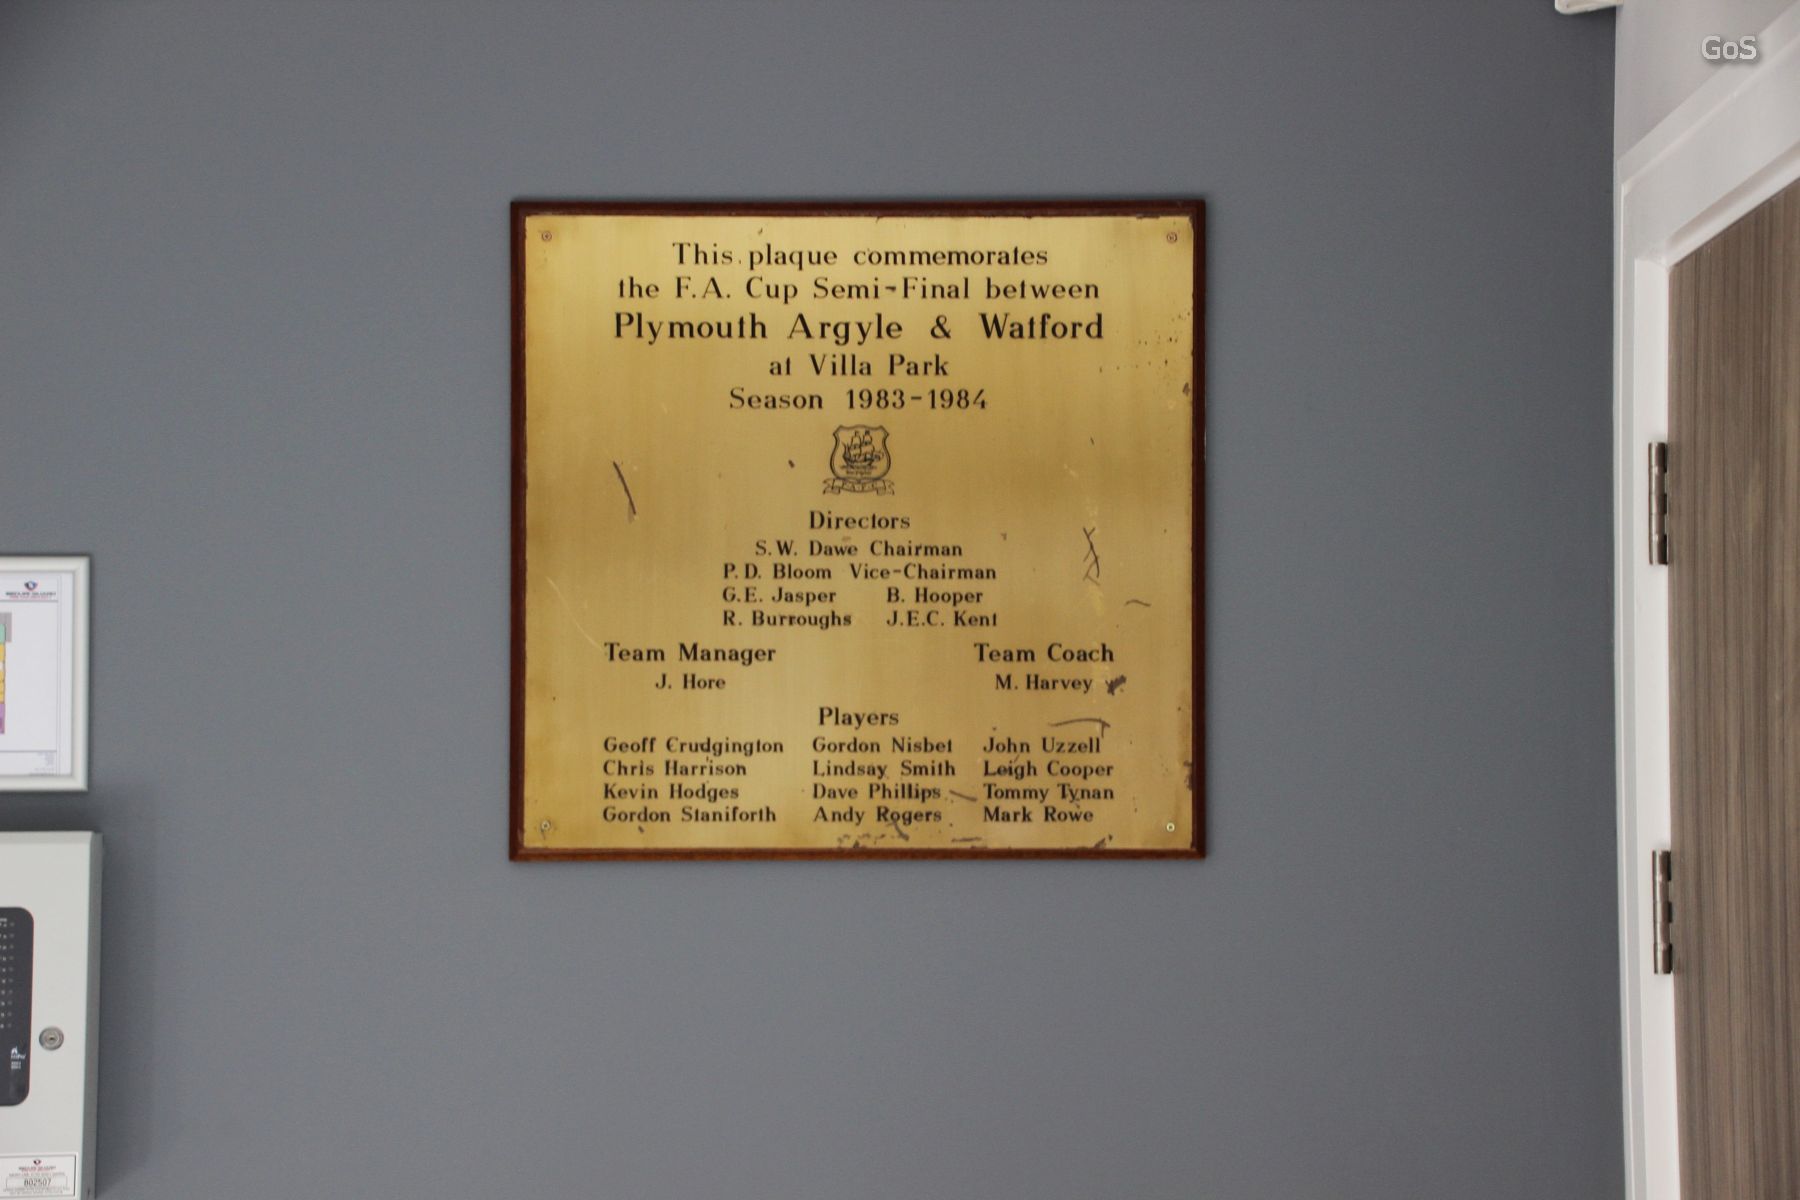 GoS
This plaque commemorates
the F.A. Cup Semi-Final between
Plymouth Argyle & Watford
at Villa Park
Season 1983-1984
Directors
S.W. Dawe Chairman
P.D. Bloom Vice-Chairman
G.E. Jasper B. Hooper
R. Burroughs J.E.C. Kent
Team Manager Team Coach
J. Hore M. Harvey
Players
Geoff Crudgington Gordon Nisbet John Uzzell
Chris Harrison Lindsay Smith Leigh Cooper
Kevin Hodges Dave Phillips Tommy Tynan
Gordon Staniforth Andy Rogers Mark Rowe
802507